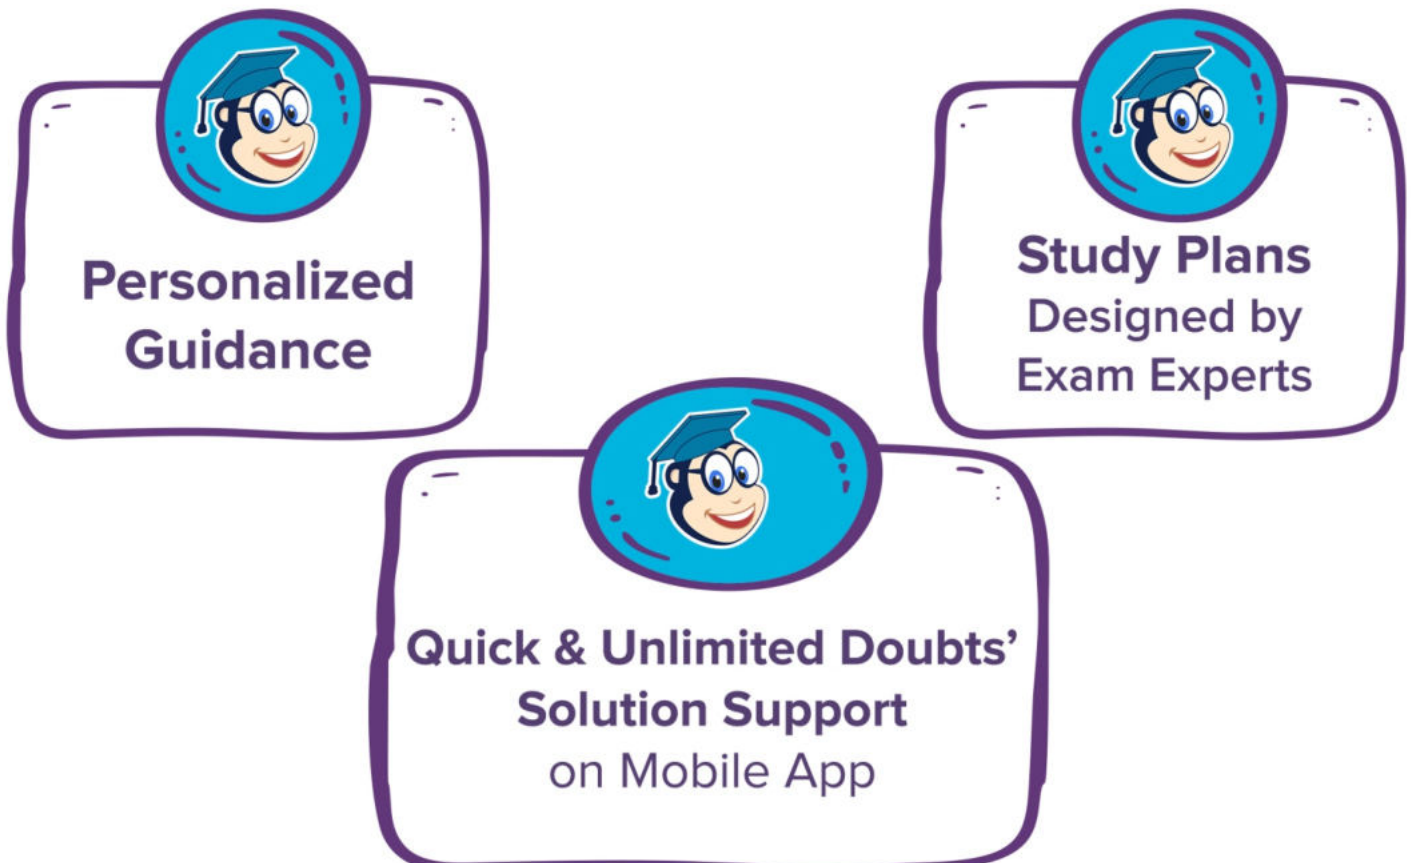 Personalized
Guidance
Study Plans
Designed by
Exam Experts
Quick & Unlimited Doubts’
Solution Support
on Mobile App